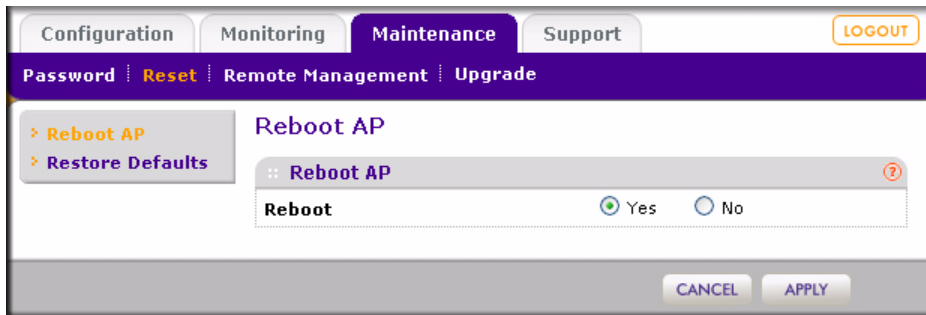 Configuration Monitoring Maintenance Support LOGOUT
Password Reset Remote Management Upgrade
Reboot AP
Restore Defaults
Reboot AP
Reboot AP ?
Reboot Yes No
CANCEL APPLY